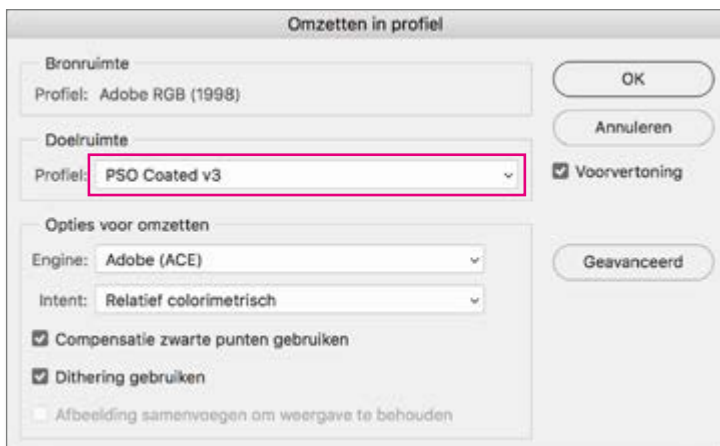 Omzetten in profiel
Bronruimte
Profiel: Adobe RGB (1998)
OK
Annuleren
Voorvertoning
Geavanceerd
Doelruimte
Profiel: PSO Coated v3
Opties voor omzetten
Engine: Adobe (ACE)
Intent: Relatief colorimetrisch
Compensatie zwarte punten gebruiken
Dithering gebruiken
Afbeelding samenvoegen om weergave te behouden